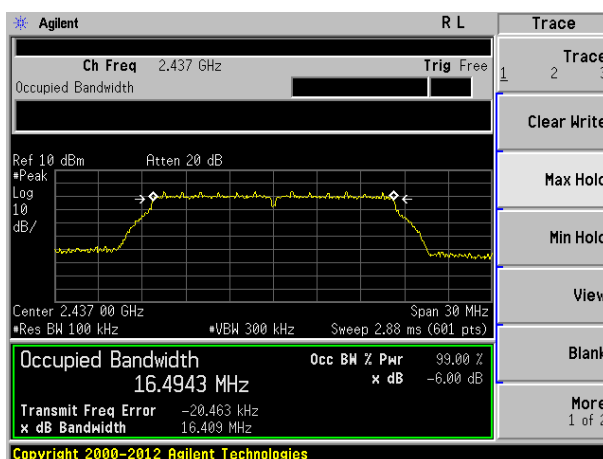 Agilent R L Trace
Ch Freq 2.437 GHz Trig Free
Occupied Bandwidth
Trace
1 2 3
Clear Write
Max Hold
Min Hold
View
Blank
More
1 of 2
Ref 10 dBm Atten 20 dB
#Peak
Log
10
dB/
Center 2.437 00 GHz Span 30 MHz
#Res BW 100 kHz #VBW 300 kHz Sweep 2.88 ms (601 pts)
Occupied Bandwidth Occ BW % Pwr 99.00 %
16.4943 MHz x dB -6.00 dB
Transmit Freq Error -20.463 kHz
x dB Bandwidth 16.409 MHz
Copyright 2000-2012 Agilent Technologies